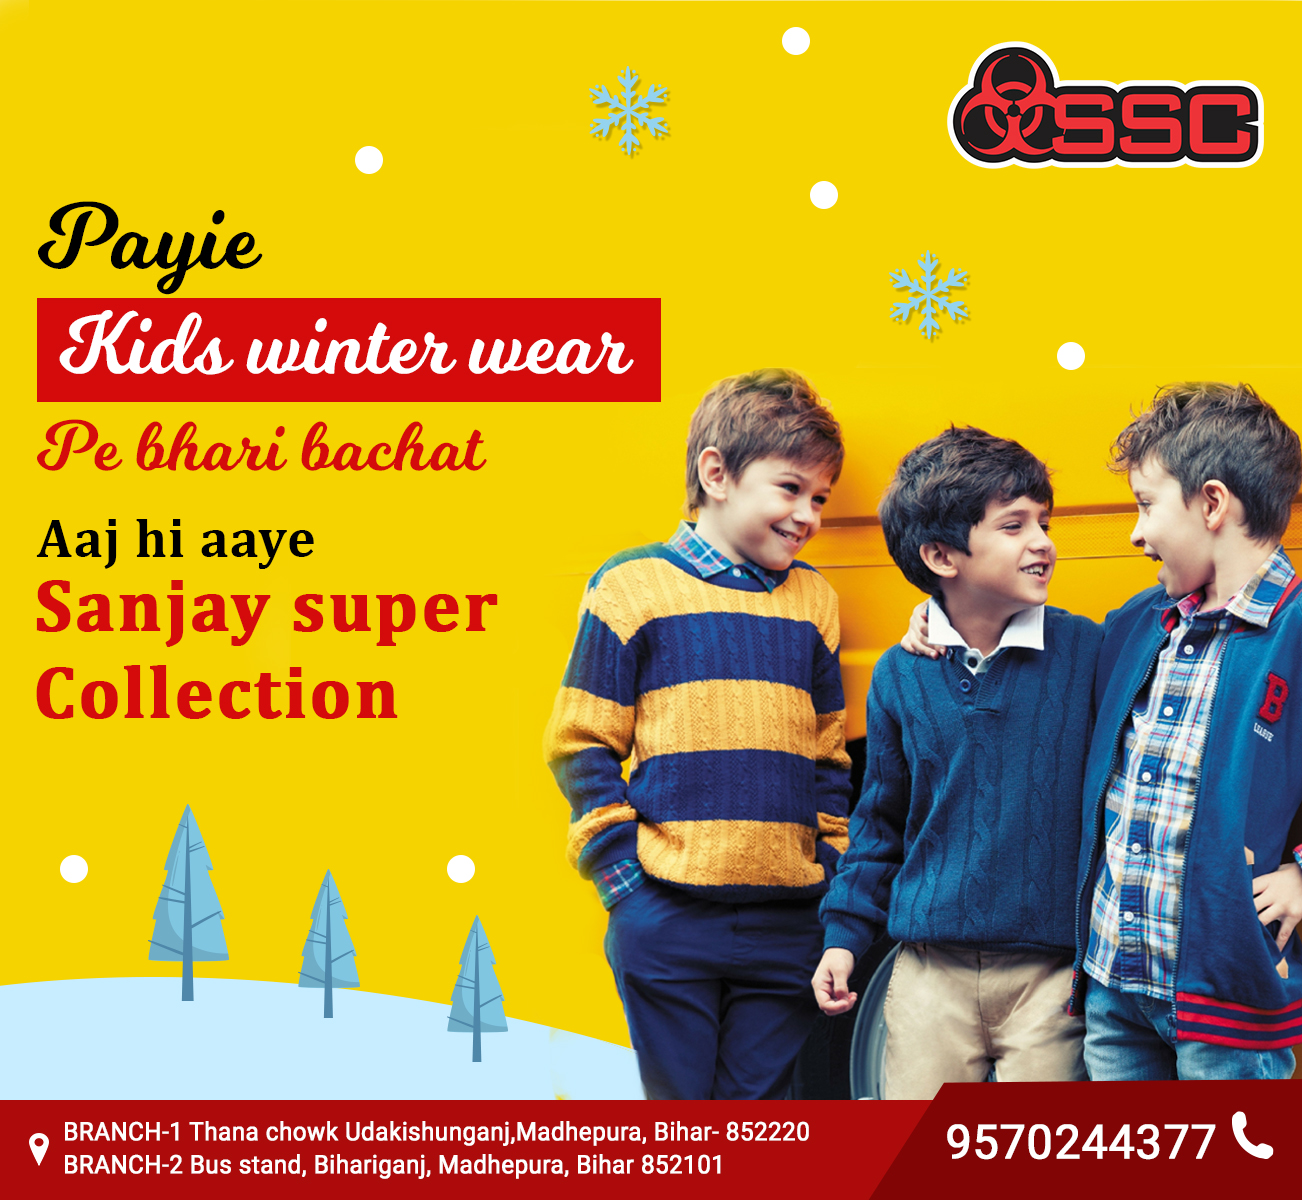 SSC
Payie
Kids winter wear
Pe bhari bachat
Aaj hi aaye
Sanjay super
Collection
B
LEAGUE
BRANCH-1 Thana chowk Udakishunganj,Madhepura, Bihar- 852220
BRANCH-2 Bus stand, Bihariganj, Madhepura, Bihar 852101
9570244377